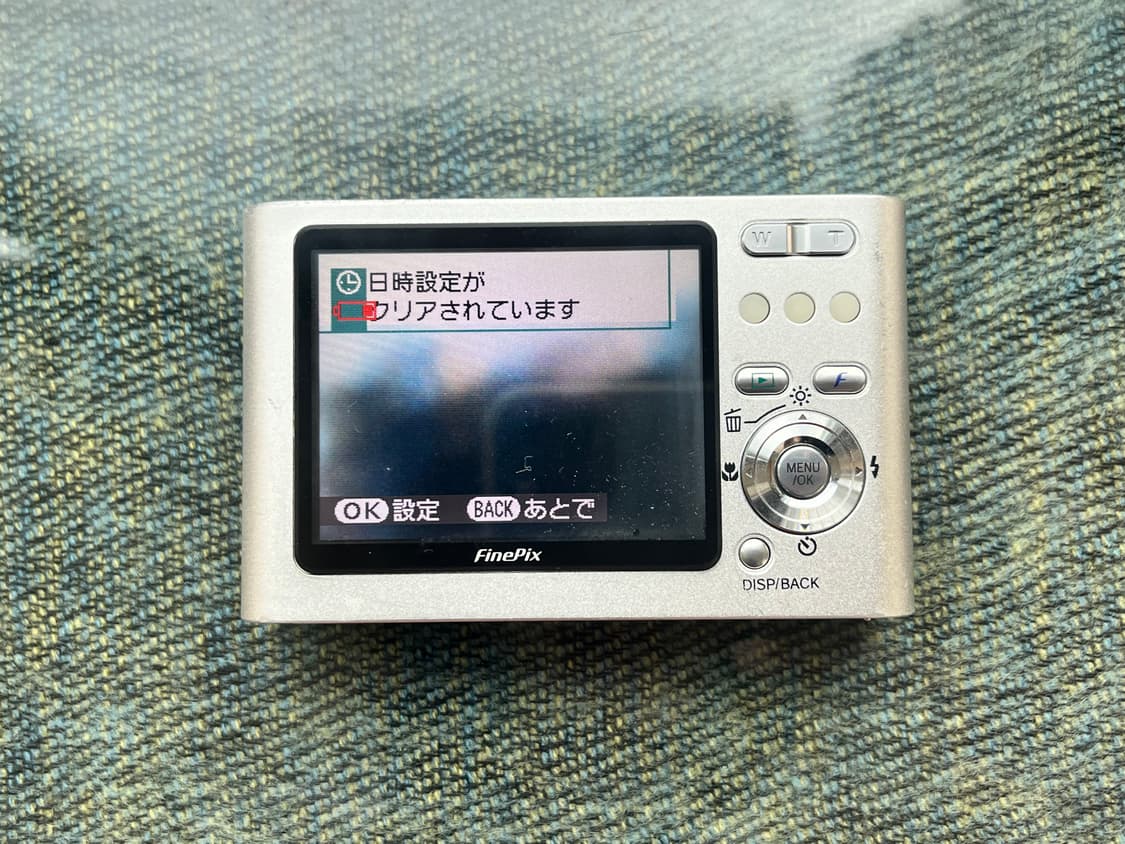 日時設定が
クリアされています
OK 設定 BACK あとで
FinePix
W T
F
MENU
/OK
DISP/BACK